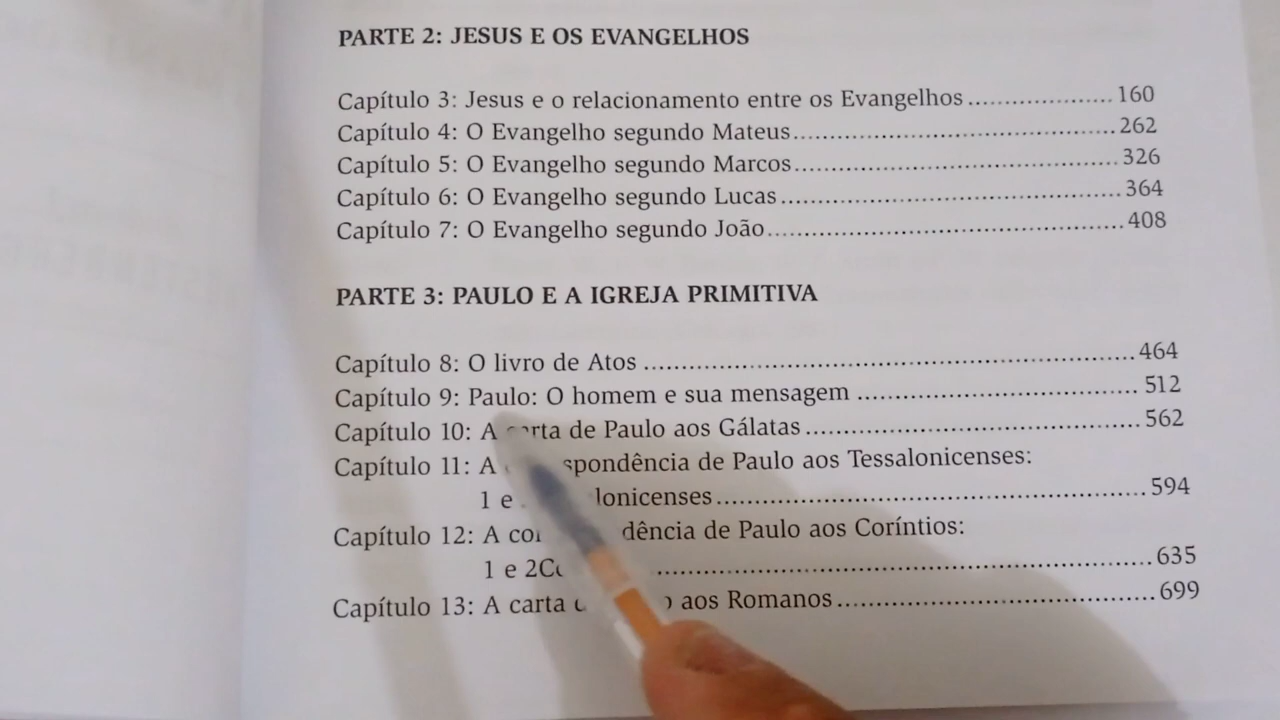 PARTE 2: JESUS E OS EVANGELHOS
Capítulo 3: Jesus e o relacionamento entre os Evangelhos.....................160
Capítulo 4: O Evangelho segundo Mateus..............................................262
Capítulo 5: O Evangelho segundo Marcos..............................................326
Capítulo 6: O Evangelho segundo Lucas................................................364
Capítulo 7: O Evangelho segundo João..................................................408
PARTE 3: PAULO E A IGREJA PRIMITIVA
Capítulo 8: O livro de Atos ......................................................................464
Capítulo 9: Paulo: O homem e sua mensagem ........................................ 512
Capítulo 10: A carta de Paulo aos Gálatas...............................................562
Capítulo 11: A de Paulo aos Tessalonicenses:
1 e ............................................................594
Capítulo 12: A de Paulo aos Coríntios:
1 e ......................................................................635
Capítulo 13: A carta aos Romanos............................................699